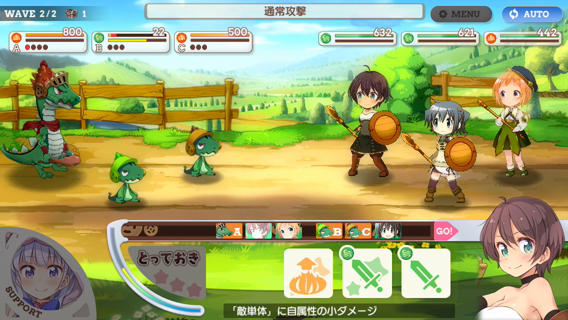 WAVE 2/2 1
通常攻撃
MENU
AUTO
A 800
B 22
C 500
632
621
442
A B C GO!
SUPPORT
とっておき
「敵単体」に自属性の小ダメージ